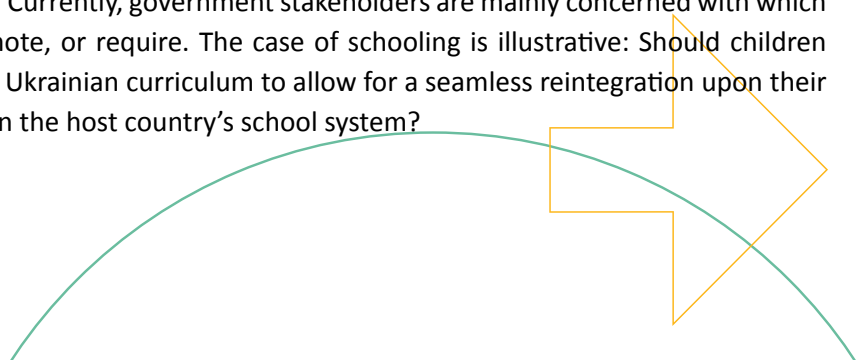 Currently, government stakeholders are mainly concerned with which
note, or require. The case of schooling is illustrative: Should children
Ukrainian curriculum to allow for a seamless reintegration upon their
n the host country’s school system?